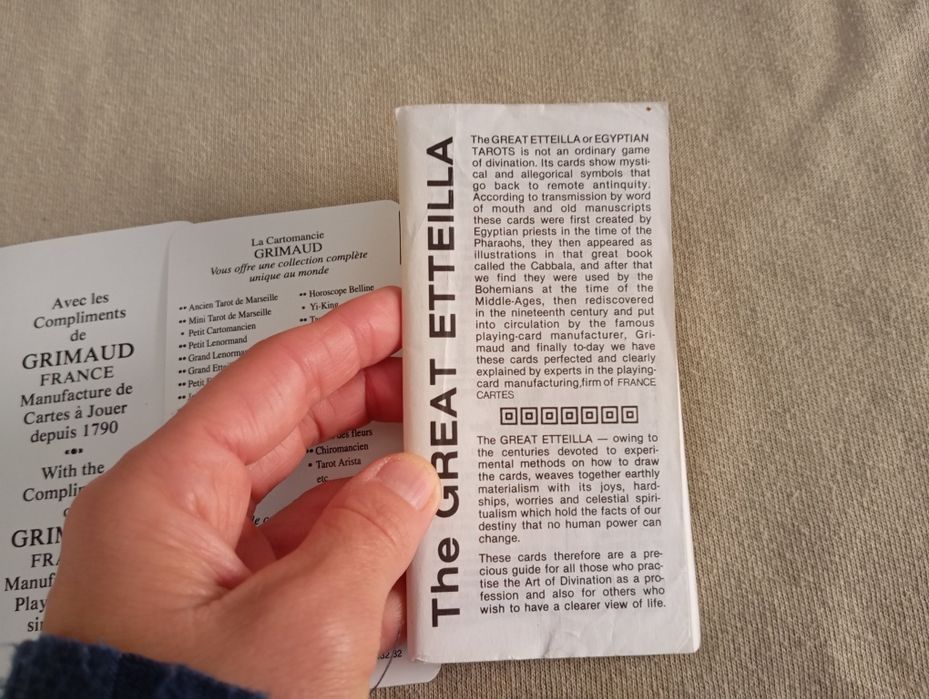 Avec les
Compliments
de
GRIMAUD
FRANCE
Manufacture de
Cartes à Jouer
depuis 1790
With the
GRIMAUD
La Cartomancie
GRIMAUD
Vous offre une collection complète
unique au monde
•• Ancien Tarot de Marseille
•• Mini Tarot de Marseille
• Petit Cartomancien
•• Petit Lenormand
•• Grand
•• Grand
•• Petit
•• Horoscope Belline
• Yi-King
des fleurs
•• Chiromancien
• Tarot Arista
etc
The GREAT ETTEILLA
The GREAT ETTEILLA or EGYPTIAN
TAROTS is not an ordinary game
of divination. Its cards show mysti-
cal and allegorical symbols that
go back to remote antinquity.
According to transmission by word
of mouth and old manuscripts
these cards were first created by
Egyptian priests in the time of the
Pharaohs, they then appeared as
illustrations in that great book
called the Cabbala, and after that
we find they were used by the
Bohemians at the time of the
Middle-Ages, then rediscovered
in the nineteenth century and put
into circulation by the famous
playing-card manufacturer, Gri-
maud and finally to-day we have
these cards perfected and clearly
explained by experts in the playing-
card manufacturing,firm of FRANCE
CARTES
The GREAT ETTEILLA — owing to
the centuries devoted to experi-
mental methods on how to draw
the cards, weaves together earthly
materialism with its joys, hard-
ships, worries and celestial spiri-
tualism which hold the facts of our
destiny that no human power can
change.
These cards therefore are a pre-
cious guide for all those who prac-
tise the Art of Divination as a pro-
fession and also for others who
wish to have a clearer view of life.